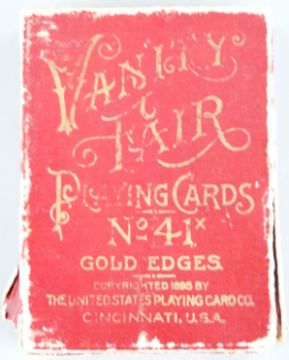 VANITY
FAIR
PLAYING CARDS
No 41x
GOLD EDGES.
COPYRIGHTED 1895 BY
THE UNITED STATES PLAYING CARD CO.
CINCINNATI, U.S.A.